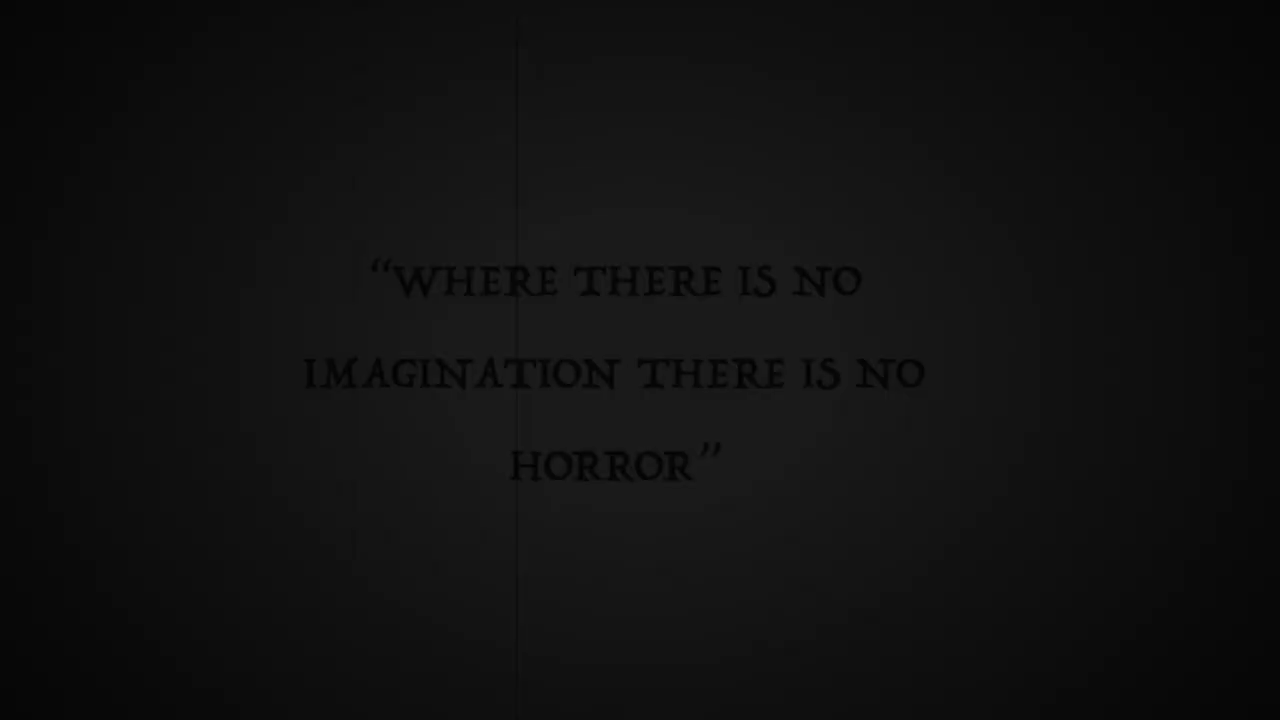 “WHERE THERE IS NO
IMAGINATION THERE IS NO
HORROR”